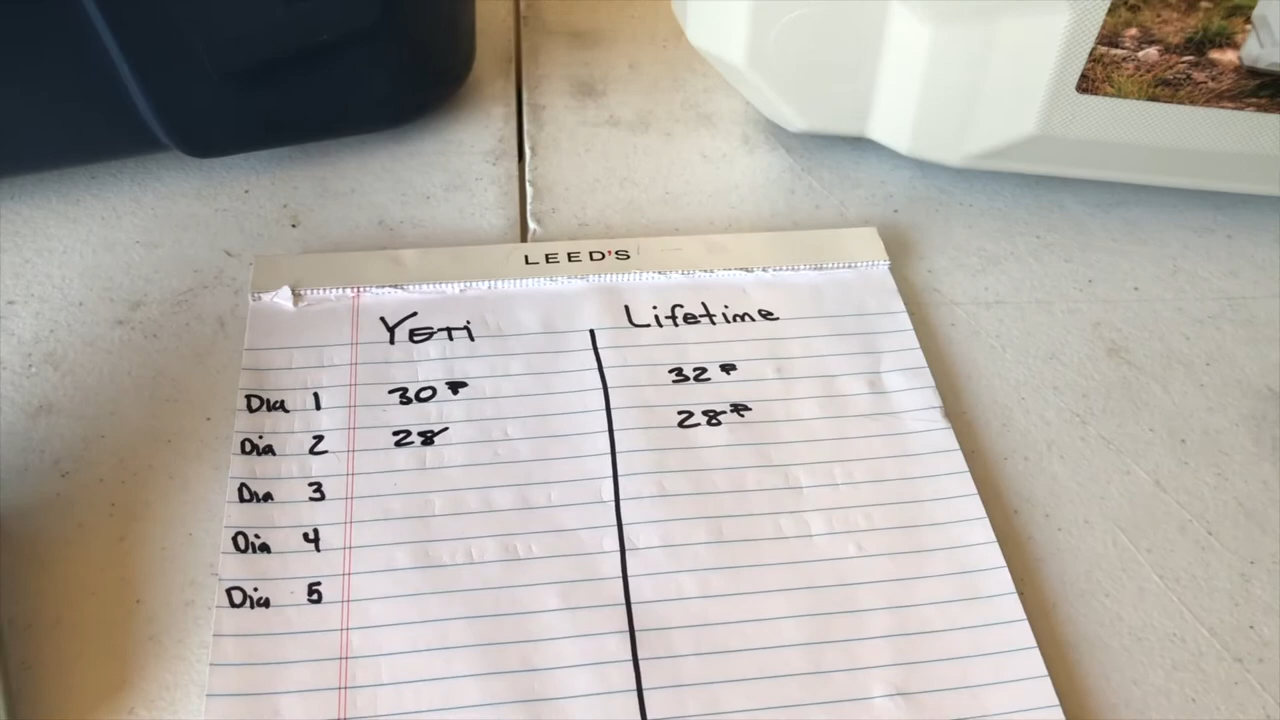 LEED'S
YETi Lifetime
Dia 1 30 F 32 F
Dia 2 28 28 F
Dia 3
Dia 4
Dia 5